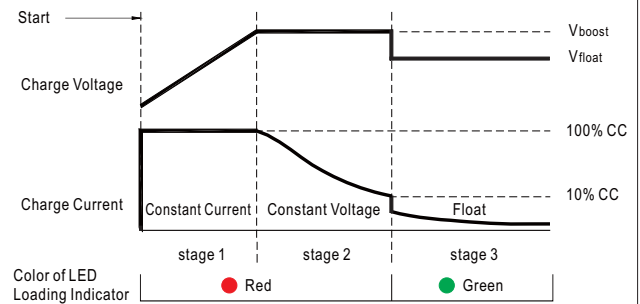 Start
Vboost
Vfloat
Charge Voltage
100% CC
10% CC
Charge Current
Constant Current
Constant Voltage
Float
stage 1
stage 2
stage 3
Color of LED
Loading Indicator
Red
Green